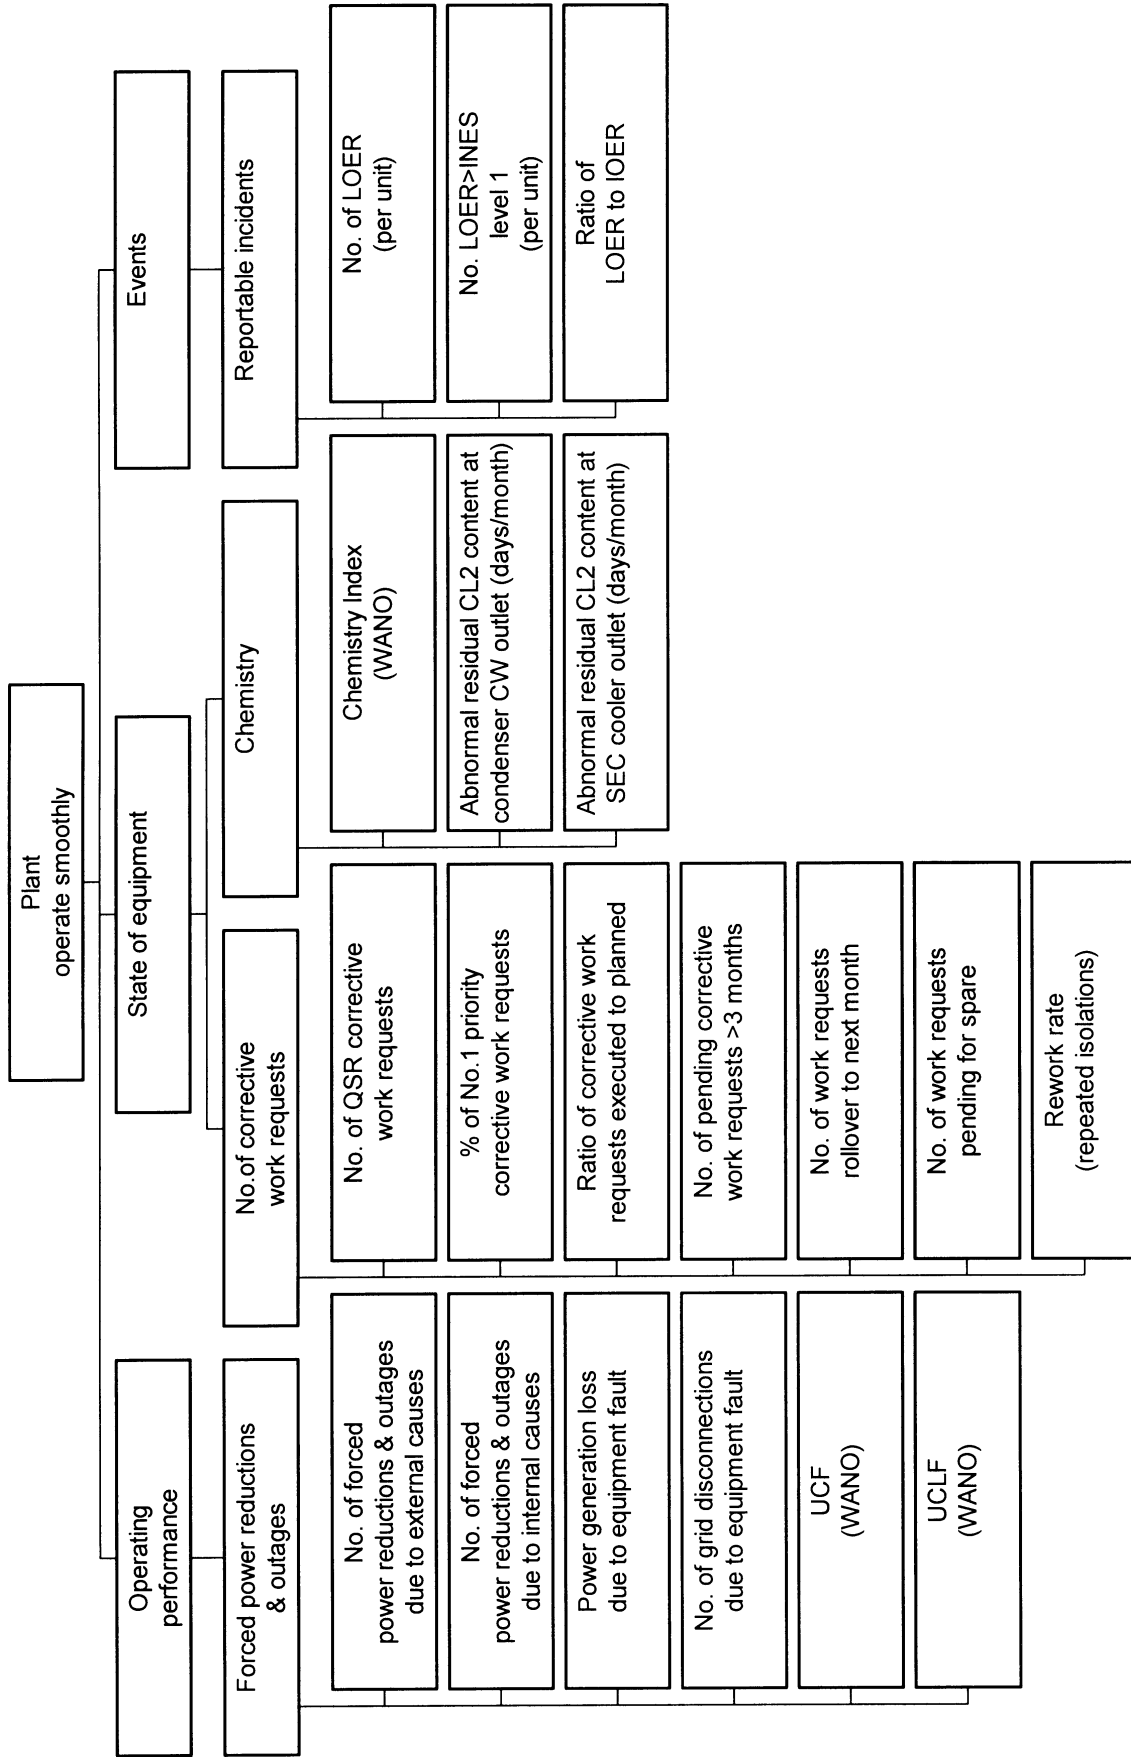 Plant
operate smoothly
Operating
performance
State of equipment
Events
Forced power reductions
& outages
No.of corrective
work requests
Chemistry
Reportable incidents
No. of forced
power reductions & outages
due to external causes
No. of forced
power reductions & outages
due to internal causes
Power generation loss
due to equipment fault
No. of grid disconnections
due to equipment fault
UCF
(WANO)
UCLF
(WANO)
No. of QSR corrective
work requests
% of No.1 priority
corrective work requests
Ratio of corrective work
requests executed to planned
No. of pending corrective
work requests >3 months
No. of work requests
rollover to next month
No. of work requests
pending for spare
Rework rate
(repeated isolations)
Chemistry Index
(WANO)
Abnormal residual CL2 content at
condenser CW outlet (days/month)
Abnormal residual CL2 content at
SEC cooler outlet (days/month)
No. of LOER
(per unit)
No. LOER>INES
level 1
(per unit)
Ratio of
LOER to IOER